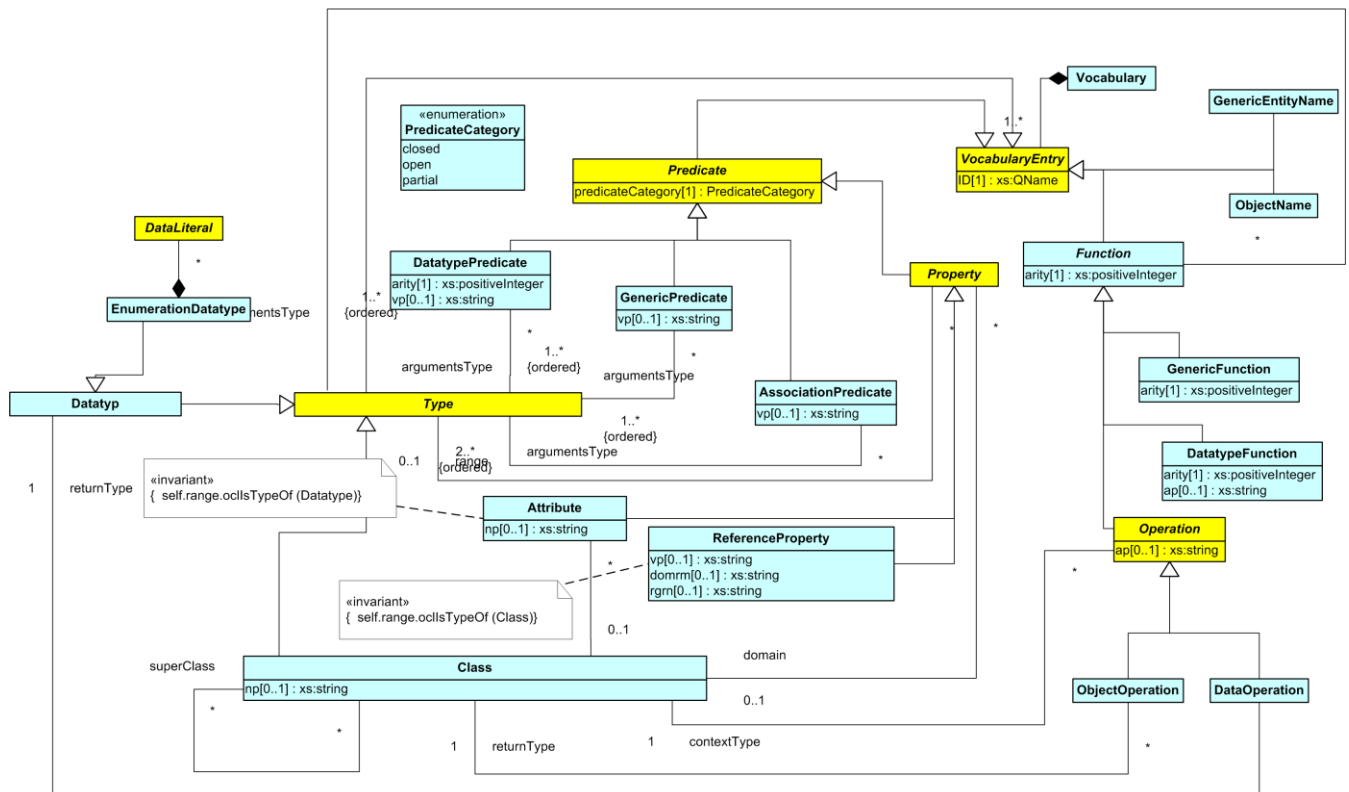 Vocabulary
GenericEntityName
«enumeration»
PredicateCategory
closed
open
partial
1..*
VocabularyEntry
ID[1] : xs:QName
Predicate
predicateCategory[1] : PredicateCategory
ObjectName
DataLiteral
*
*
Function
arity[1] : xs:positiveInteger
DatatypePredicate
arity[1] : xs:positiveInteger
vp[0..1] : xs:string
Property
GenericPredicate
vp[0..1] : xs:string
EnumerationDatatype
mentsType
1..*
{ordered}
*
*
*
1..*
{ordered}
*
argumentsType
argumentsType
GenericFunction
arity[1] : xs:positiveInteger
AssociationPredicate
vp[0..1] : xs:string
Datatyp
Type
1..*
{ordered}
argumentsType
2..*
{ordered}
range
0..1
*
DatatypeFunction
arity[1] : xs:positiveInteger
ap[0..1] : xs:string
1
returnType
«invariant»
{ self.range.oclIsTypeOf (Datatype)}
Attribute
np[0..1] : xs:string
Operation
ap[0..1] : xs:string
ReferenceProperty
vp[0..1] : xs:string
domrm[0..1] : xs:string
rgrn[0..1] : xs:string
*
*
«invariant»
{ self.range.oclIsTypeOf (Class)}
0..1
superClass
Class
np[0..1] : xs:string
domain
0..1
ObjectOperation
DataOperation
*
*
1
returnType
1
contextType
*